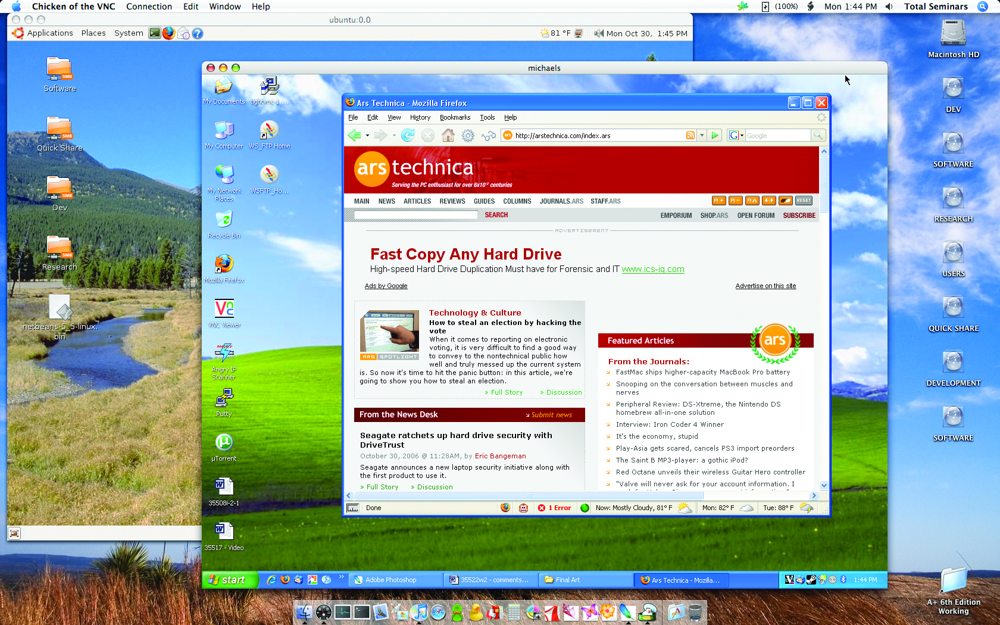 Chicken of the VNC Connection Edit Window Help
(100%) Mon 1:44 PM Total Seminars
ubuntu:0.0
Applications Places System
81 °F Mon Oct 30, 1:45 PM
SMB
Software
SMB
Quick Share
SMB
Dev
SMB
Research
netbeans-5_5-linux.
bin
michaels
My Documents
tightvnc-1....
My Computer
WS_FTP Home
My Network
Places
WSFTP_Ho...
Recycle Bin
Mozilla Firefox
VNC Viewer
Angry IP
Scanner
Putty
µTorrent
35508i-2-1
35517 - Video
Ars Technica - Mozilla Firefox
File Edit View History Bookmarks Tools Help
http://arstechnica.com/index.ars
Google
ars technica
Serving the PC enthusiast for over 6x10-2 centuries
MAIN NEWS ARTICLES REVIEWS GUIDES COLUMNS JOURNALS.ARS STAFF.ARS
A+ A- AA RESET
SEARCH
EMPORIUM SHOP.ARS OPEN FORUM SUBSCRIBE
ADVERTISEMENT
Fast Copy Any Hard Drive
High-speed Hard Drive Duplication Must have for Forensic and IT www.ics-iq.com
Ads by Google
Advertise on this site
ARS SPOTLIGHT
Technology & Culture
How to steal an election by hacking the
vote
When it comes to reporting on electronic
voting, it is very difficult to find a good way
to convey to the nontechnical public how
well and truly messed up the current system
is. So now it's time to hit the panic button: in this article, we're
going to show you how to steal an election.
» Full Story » Discussion
From the News Desk
Submit news
Seagate ratchets up hard drive security with
DriveTrust
October 30, 2006 @ 11:28AM, by Eric Bangeman
Seagate announces a new laptop security initiative along with
the first product to use it.
» Full Story » Discussion
Featured Articles
ars
From the Journals:
FastMac ships higher-capacity MacBook Pro battery
Snooping on the conversation between muscles and
nerves
Peripheral Review: DS-Xtreme, the Nintendo DS
homebrew all-in-one solution
Interview: Iron Coder 4 Winner
It's the economy, stupid
Play-Asia gets scared, cancels PS3 import preorders
The Saint B MP3-player: a gothic iPod?
Red Octane unveils their wireless Guitar Hero controller
"Valve will never ask for your account information. I
Done
1 Error
Now: Mostly Cloudy, 81° F
Mon: 82° F
Tue: 88° F
start
Adobe Photoshop
35522w2 - comments...
Final Art
Ars Technica - Mozilla...
1:44 PM
Macintosh HD
DEV
SOFTWARE
RESEARCH
USERS
QUICK SHARE
DEVELOPMENT
SOFTWARE
A+ 6th Edition
Working